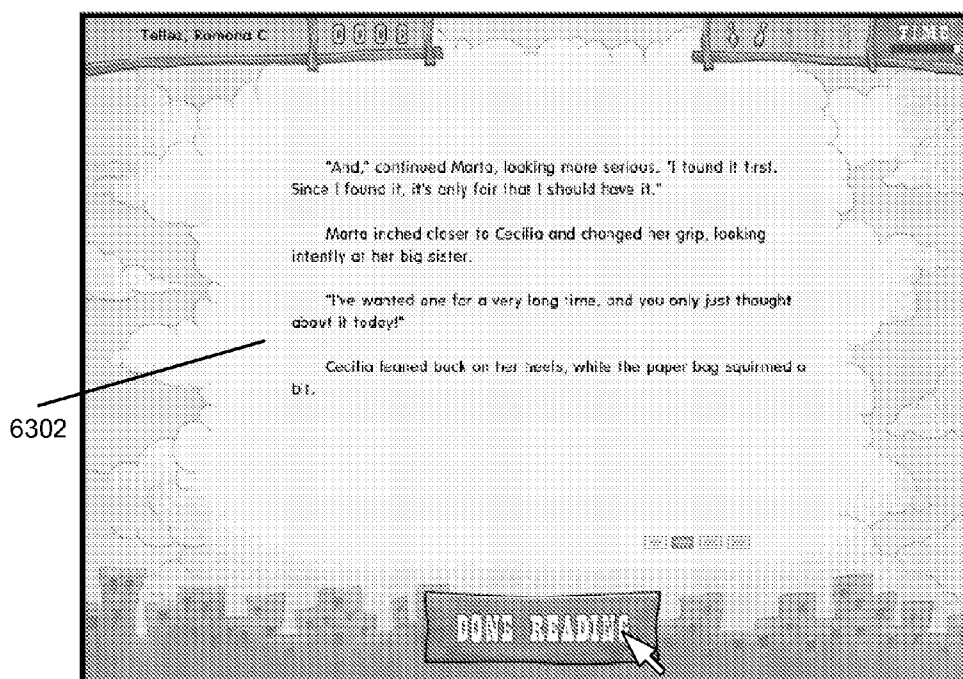 Tellez, Ramona C
TIME
"And," continued Marta, looking more serious. "I found it first.
Since I found it, it's only fair that I should have it."
Marta inched closer to Cecilia and changed her grip, looking
intently at her big sister.
"I've wanted one for a very long time, and you only just thought
about it today!"
Cecilia leaned back on her heels, while the paper bag squirmed a
bit.
6302
DONE READING